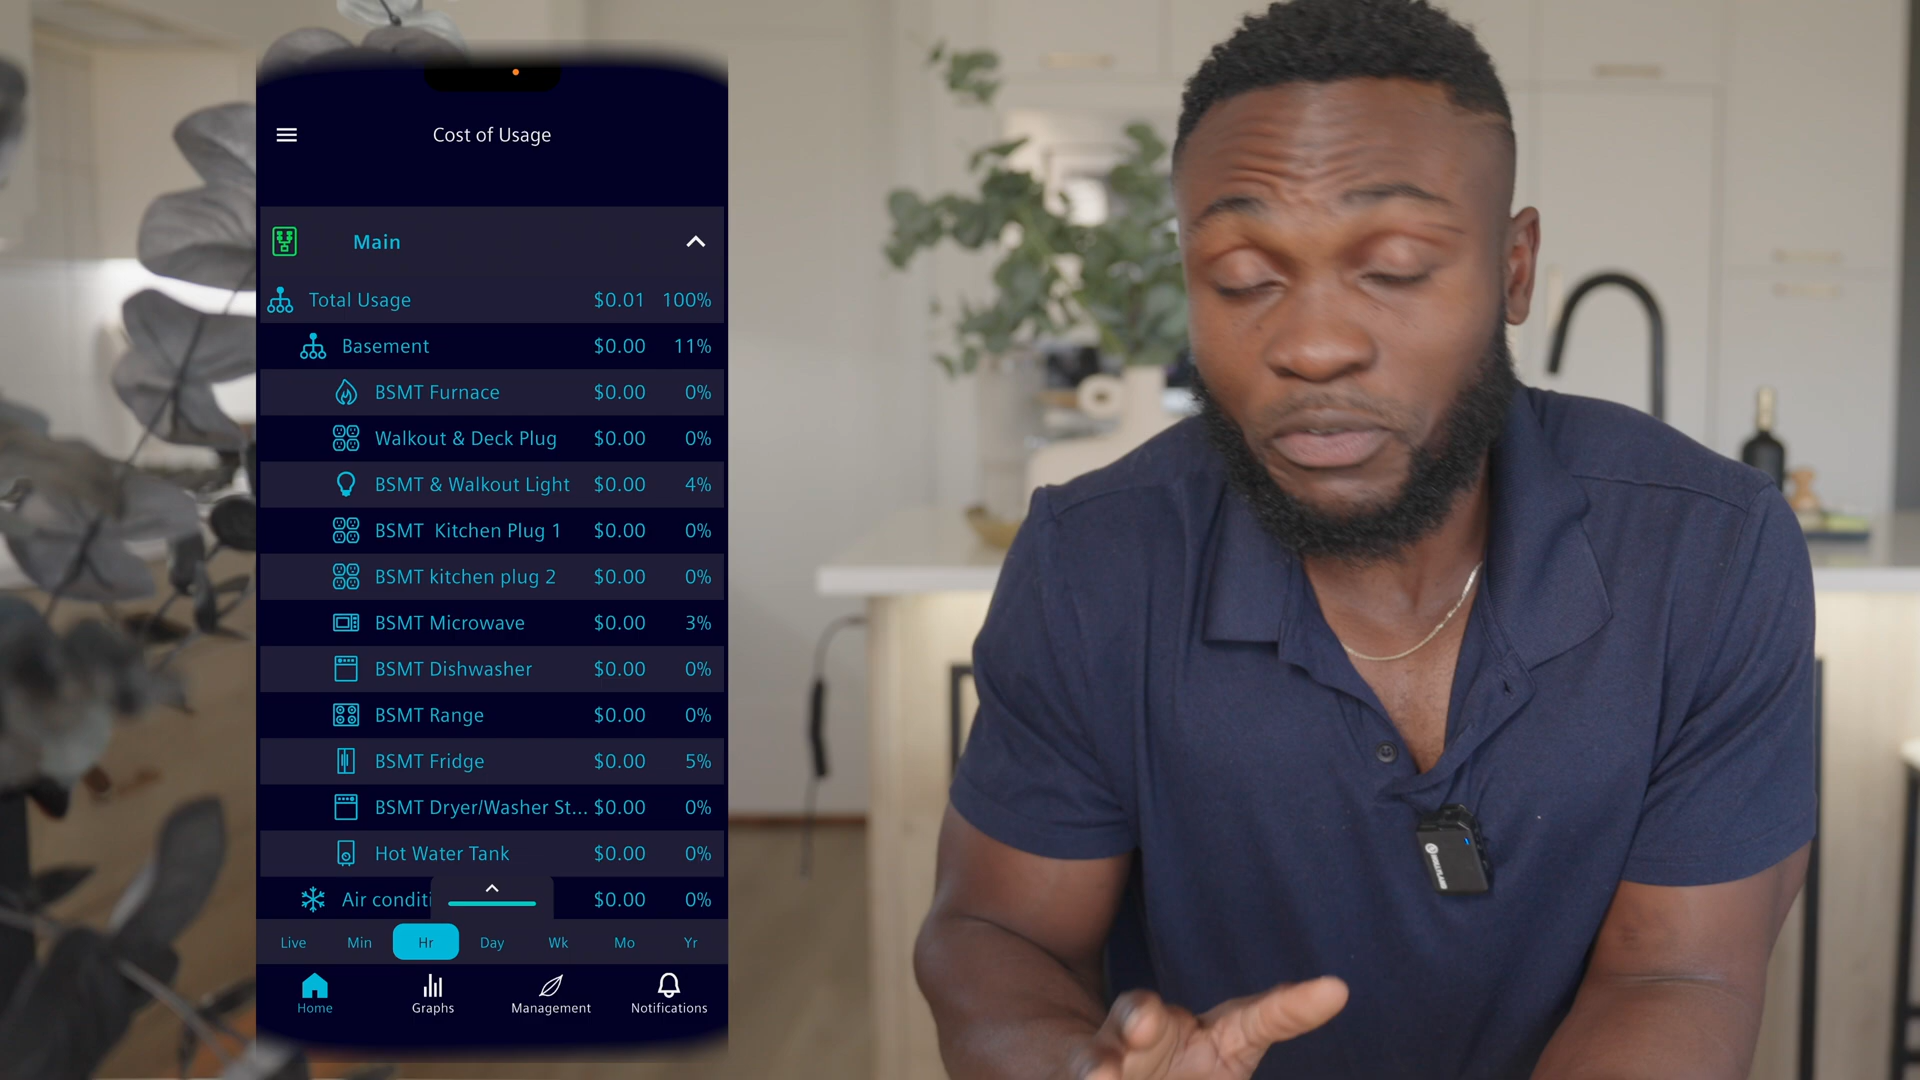 Cost of Usage
Main
Total Usage $0.01 100%
Basement $0.00 11%
BSMT Furnace $0.00 0%
Walkout & Deck Plug $0.00 0%
BSMT & Walkout Light $0.00 4%
BSMT Kitchen Plug 1 $0.00 0%
BSMT kitchen plug 2 $0.00 0%
BSMT Microwave $0.00 3%
BSMT Dishwasher $0.00 0%
BSMT Range $0.00 0%
BSMT Fridge $0.00 5%
BSMT Dryer/Washer St... $0.00 0%
Hot Water Tank $0.00 0%
Air conditi $0.00 0%
Live Min Hr Day Wk Mo Yr
Home Graphs Management Notifications
HOLLYLAND